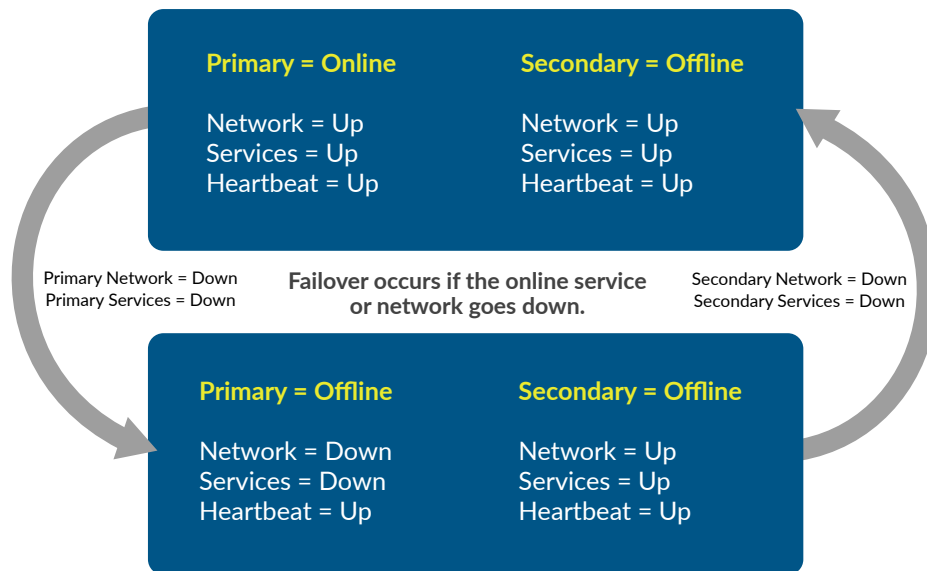 Primary = Online
Network = Up
Services = Up
Heartbeat = Up
Secondary = Offline
Network = Up
Services = Up
Heartbeat = Up
Primary Network = Down
Primary Services = Down
Failover occurs if the online service
or network goes down.
Secondary Network = Down
Secondary Services = Down
Primary = Offline
Network = Down
Services = Down
Heartbeat = Up
Secondary = Offline
Network = Up
Services = Up
Heartbeat = Up